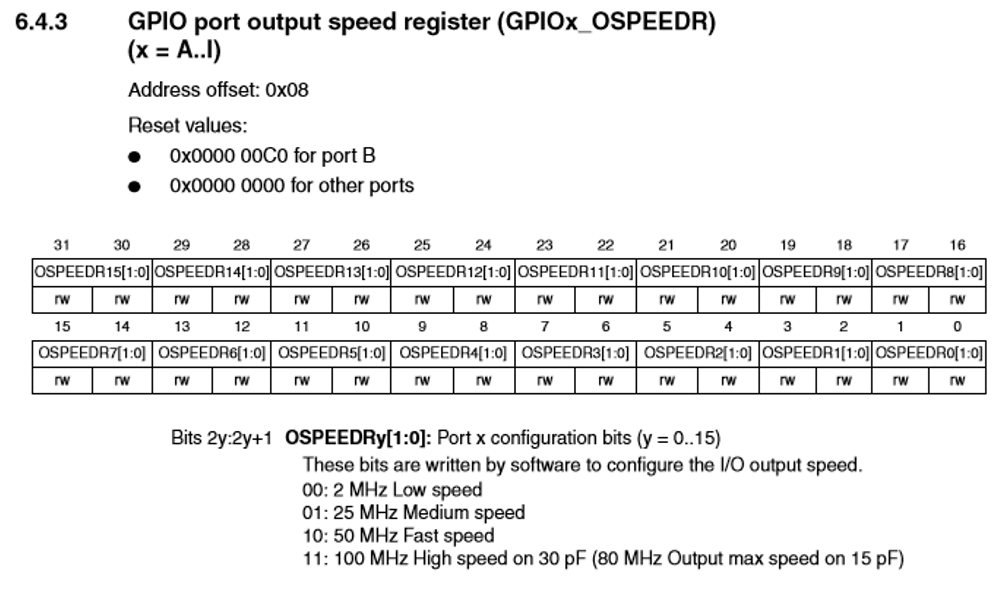 6.4.3 GPIO port output speed register (GPIOx_OSPEEDR)
(x = A..I)
Address offset: 0x08
Reset values:
● 0x0000 00C0 for port B
● 0x0000 0000 for other ports
31 30 29 28 27 26 25 24 23 22 21 20 19 18 17 16
OSPEEDR15[1:0] OSPEEDR14[1:0] OSPEEDR13[1:0] OSPEEDR12[1:0] OSPEEDR11[1:0] OSPEEDR10[1:0] OSPEEDR9[1:0] OSPEEDR8[1:0]
rw rw rw rw rw rw rw rw rw rw rw rw rw rw rw rw
15 14 13 12 11 10 9 8 7 6 5 4 3 2 1 0
OSPEEDR7[1:0] OSPEEDR6[1:0] OSPEEDR5[1:0] OSPEEDR4[1:0] OSPEEDR3[1:0] OSPEEDR2[1:0] OSPEEDR1[1:0] OSPEEDR0[1:0]
rw rw rw rw rw rw rw rw rw rw rw rw rw rw rw rw
Bits 2y:2y+1 OSPEEDRy[1:0]: Port x configuration bits (y = 0..15)
These bits are written by software to configure the I/O output speed.
00: 2 MHz Low speed
01: 25 MHz Medium speed
10: 50 MHz Fast speed
11: 100 MHz High speed on 30 pF (80 MHz Output max speed on 15 pF)